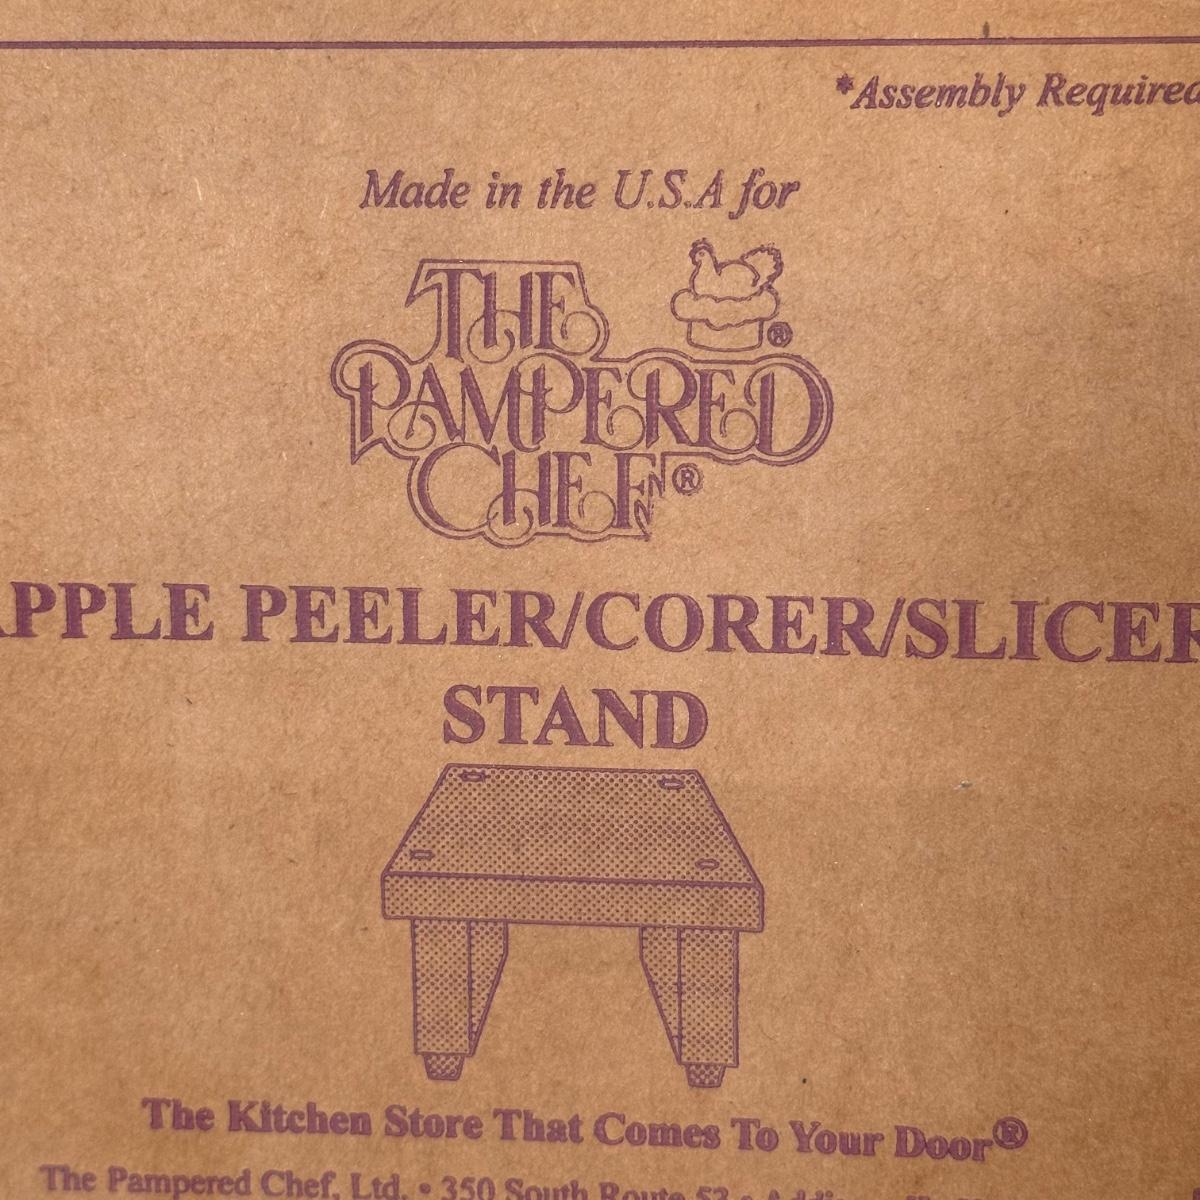 *Assembly Required
Made in the U.S.A for
THE
PAMPERED
CHEF®
APPLE PEELER/CORER/SLICER
STAND
The Kitchen Store That Comes To Your Door®
The Pampered Chef, Ltd. • 350 South Route 53 •